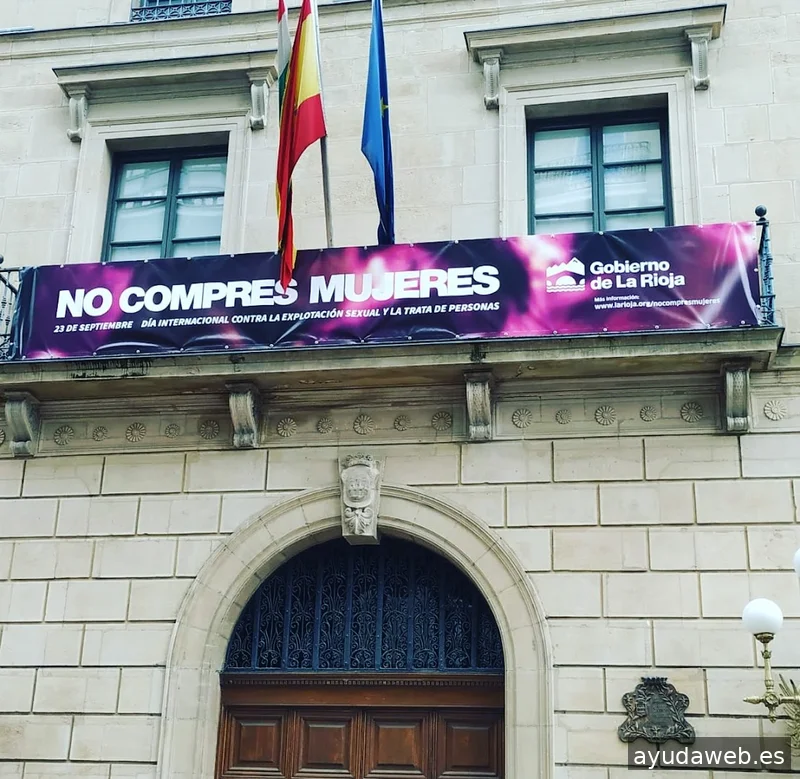 NO COMPRES MUJERES
23 DE SEPTIEMBRE DÍA INTERNACIONAL CONTRA LA EXPLOTACIÓN SEXUAL Y LA TRATA DE PERSONAS
Gobierno
de La Rioja
Más información:
www.larioja.org/nocompresmujeres
ayudaweb.es